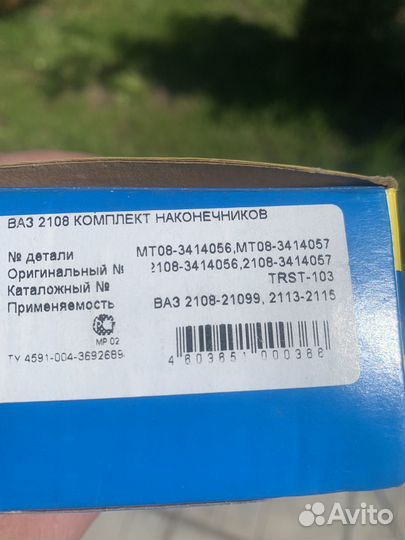 ВАЗ 2108 КОМПЛЕКТ НАКОНЕЧНИКОВ
№ детали МТ08-3414056,МТ08-3414057
Оригинальный № 2108-3414056,2108-3414057
Каталожный № TRST-103
Применяемость ВАЗ 2108-21099, 2113-2115
МР 02
ТУ 4591-004-3692689
4 603651 000388
Avito